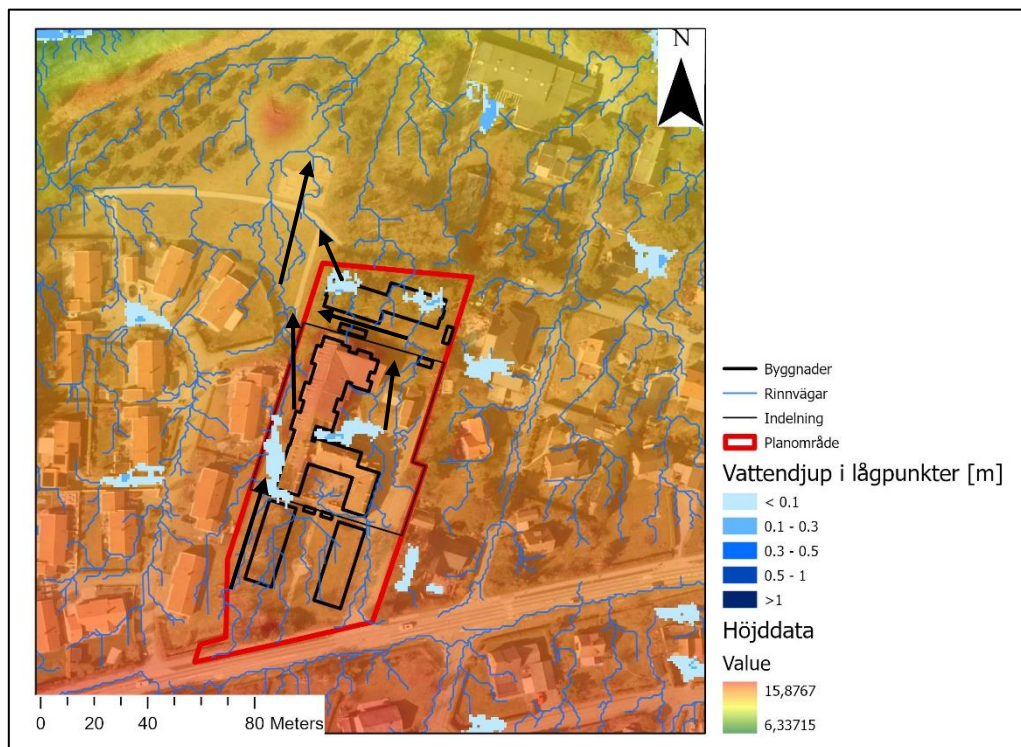 N
Byggnader
Rinnvägar
Indelning
Planområde
Vattendjup i lågpunkter [m]
< 0.1
0.1 - 0.3
0.3 - 0.5
0.5 - 1
>1
Höjddata
Value
15,8767
6,33715
0 20 40 80 Meters